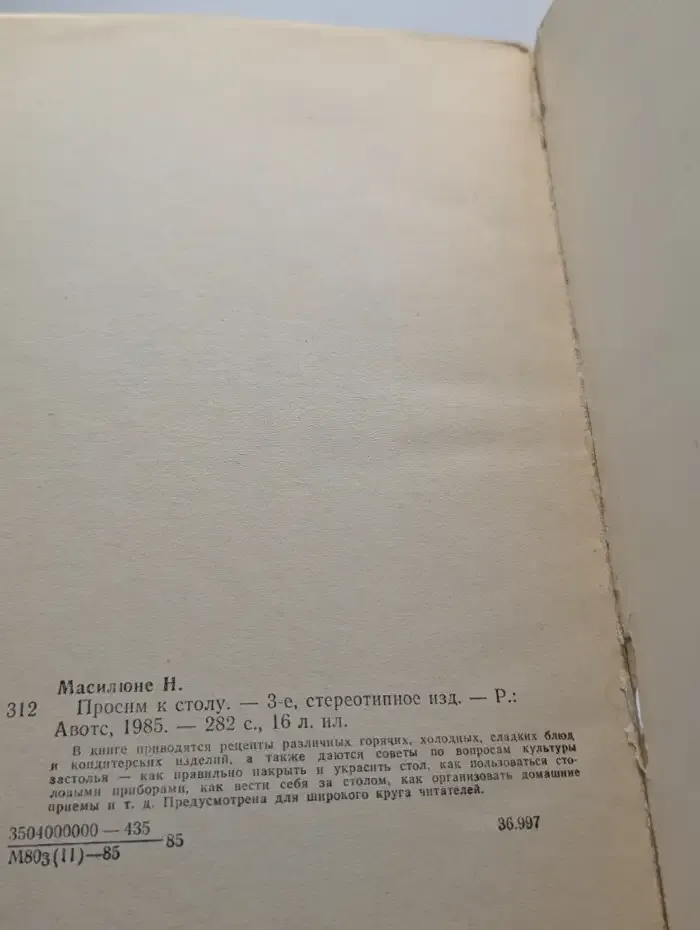 Масилюне Н.
312 Просим к столу. — 3-е, стереотипное изд. — Р.:
Авотс, 1985. — 282 с., 16 л. ил.
В книге приводятся рецепты различных горячих, холодных, сладких блюд
и кондитерских изделий, а также даются советы по вопросам культуры
застолья — как правильно накрыть и украсить стол, как пользоваться сто-
ловыми приборами, как вести себя за столом, как организовать домашние
приемы и т. д. Предусмотрена для широкого круга читателей.
3504000000 — 435
М803(11)—85
85
36.997